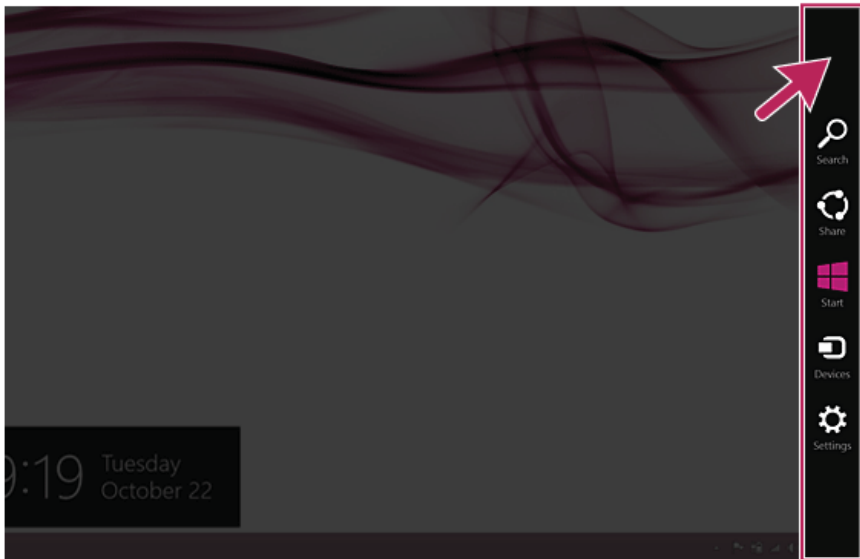 Search
Share
Start
Devices
Settings
9:19
Tuesday
October 22